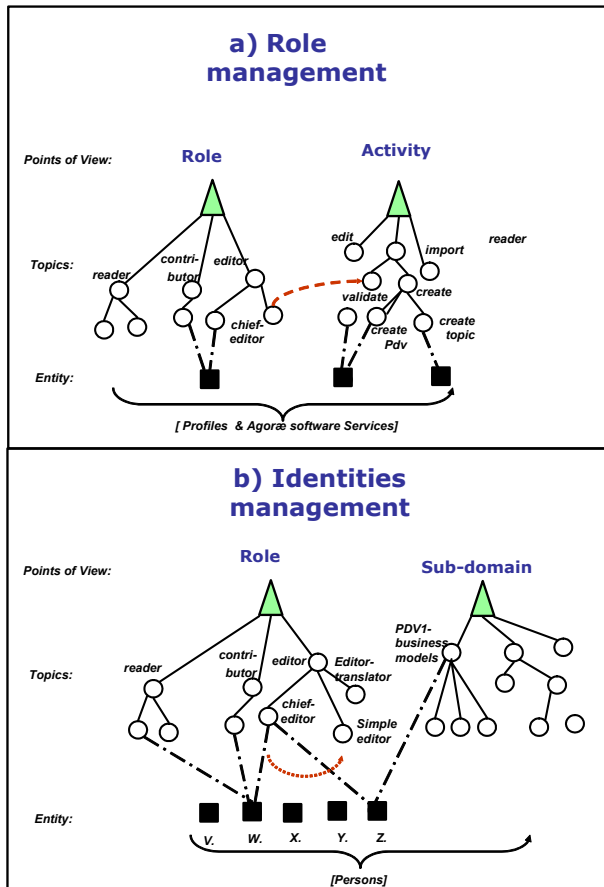 a) Role
management
Points of View:
Role
Activity
edit
import
reader
Topics:
reader
contri-
butor
editor
validate
create
chief-
editor
create
Pdv
create
topic
Entity:
[ Profiles & Agoræ software Services]
b) Identities
management
Points of View:
Role
Sub-domain
PDV1-
business
models
Topics:
reader
contri-
butor
editor
Editor-
translator
chief-
editor
Simple
editor
Entity:
V.
W.
X.
Y.
Z.
[Persons]